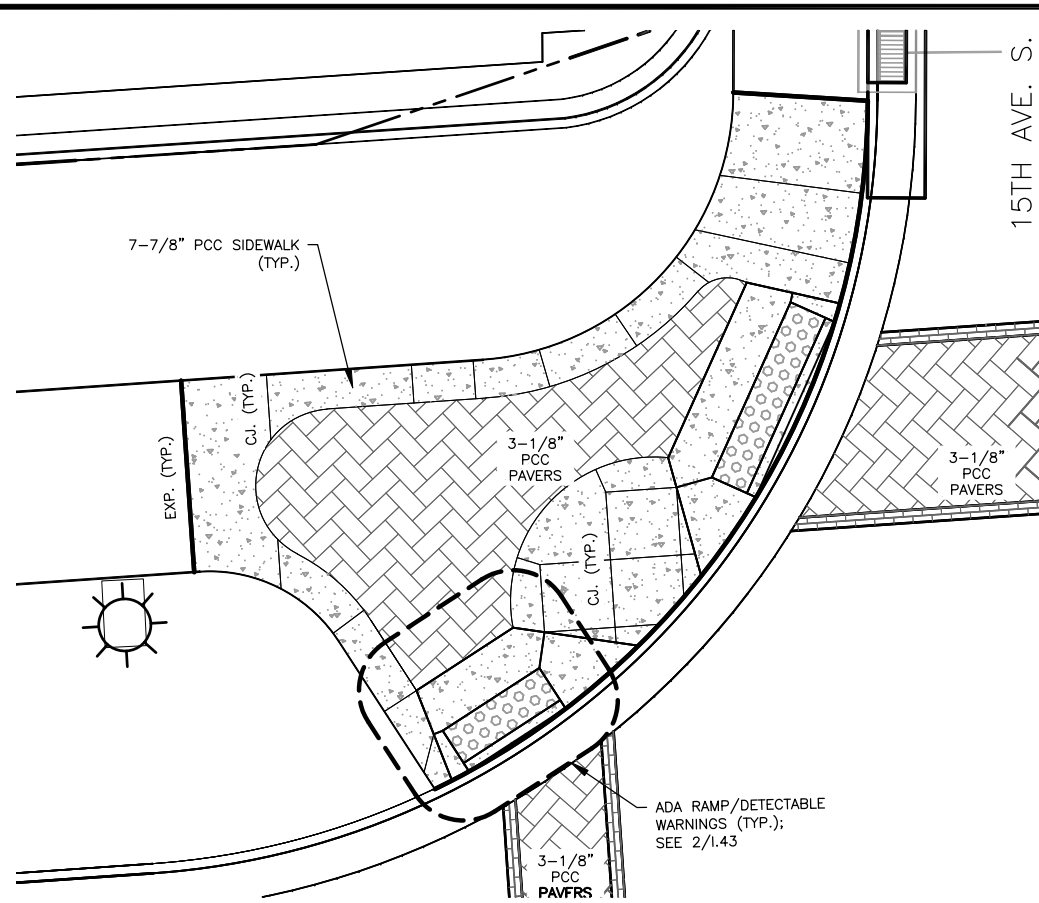 15TH AVE. S.
7-7/8" PCC SIDEWALK
(TYP.)
CJ. (TYP.)
EXP. (TYP.)
3-1/8"
PCC
PAVERS
3-1/8"
PCC
PAVERS
CJ. (TYP.)
ADA RAMP/DETECTABLE
WARNINGS (TYP.);
SEE 2/I.43
3-1/8"
PCC
PAVERS